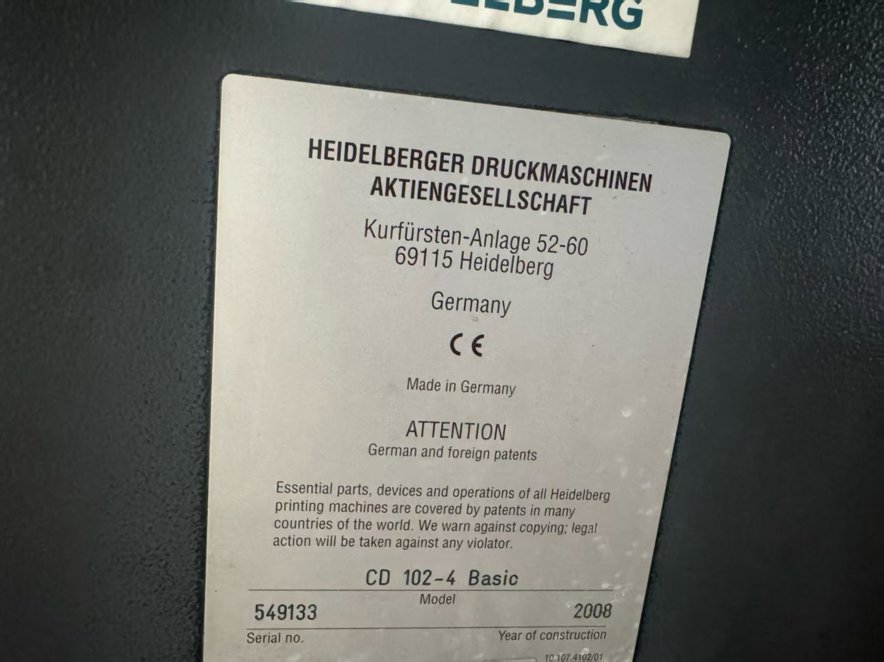 HEIDELBERGER DRUCKMASCHINEN
AKTIENGESELLSCHAFT
Kurfürsten-Anlage 52-60
69115 Heidelberg
Germany
CE
Made in Germany
ATTENTION
German and foreign patents
Essential parts, devices and operations of all Heidelberg
printing machines are covered by patents in many
countries of the world. We warn against copying; legal
action will be taken against any violator.
CD 102-4 Basic
Model
549133 2008
Serial no. Year of construction